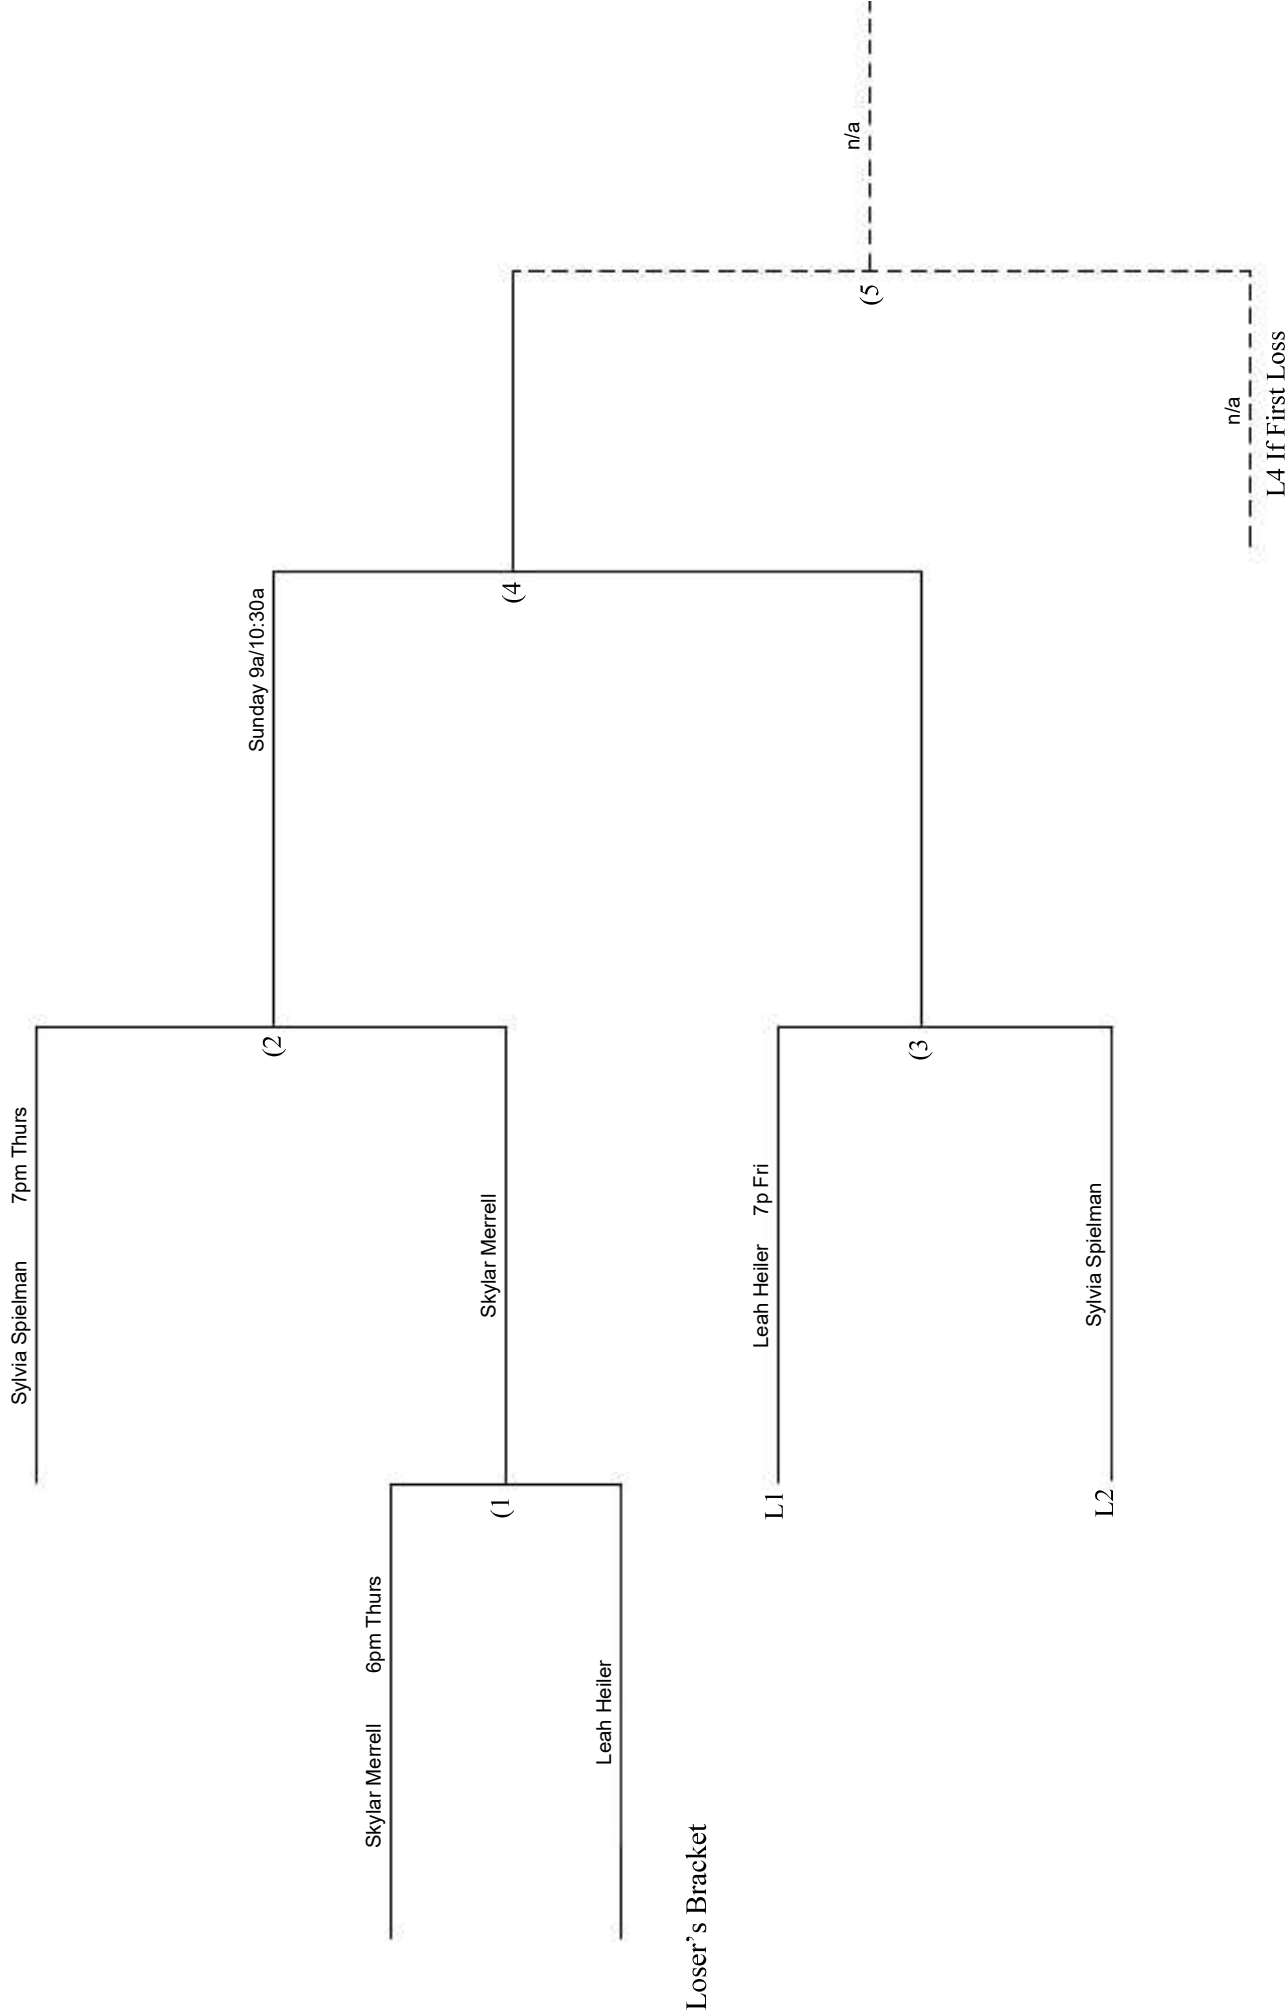 Sylvia Spielman 7pm Thurs
Sunday 9a/10:30a
(2
Skylar Merrell 6pm Thurs
Skylar Merrell
(1
(4
Leah Heiler
Loser’s Bracket
L1
Leah Heiler 7p Fri
n/a
(5
(3
L2
Sylvia Spielman
n/a
L4 If First Loss